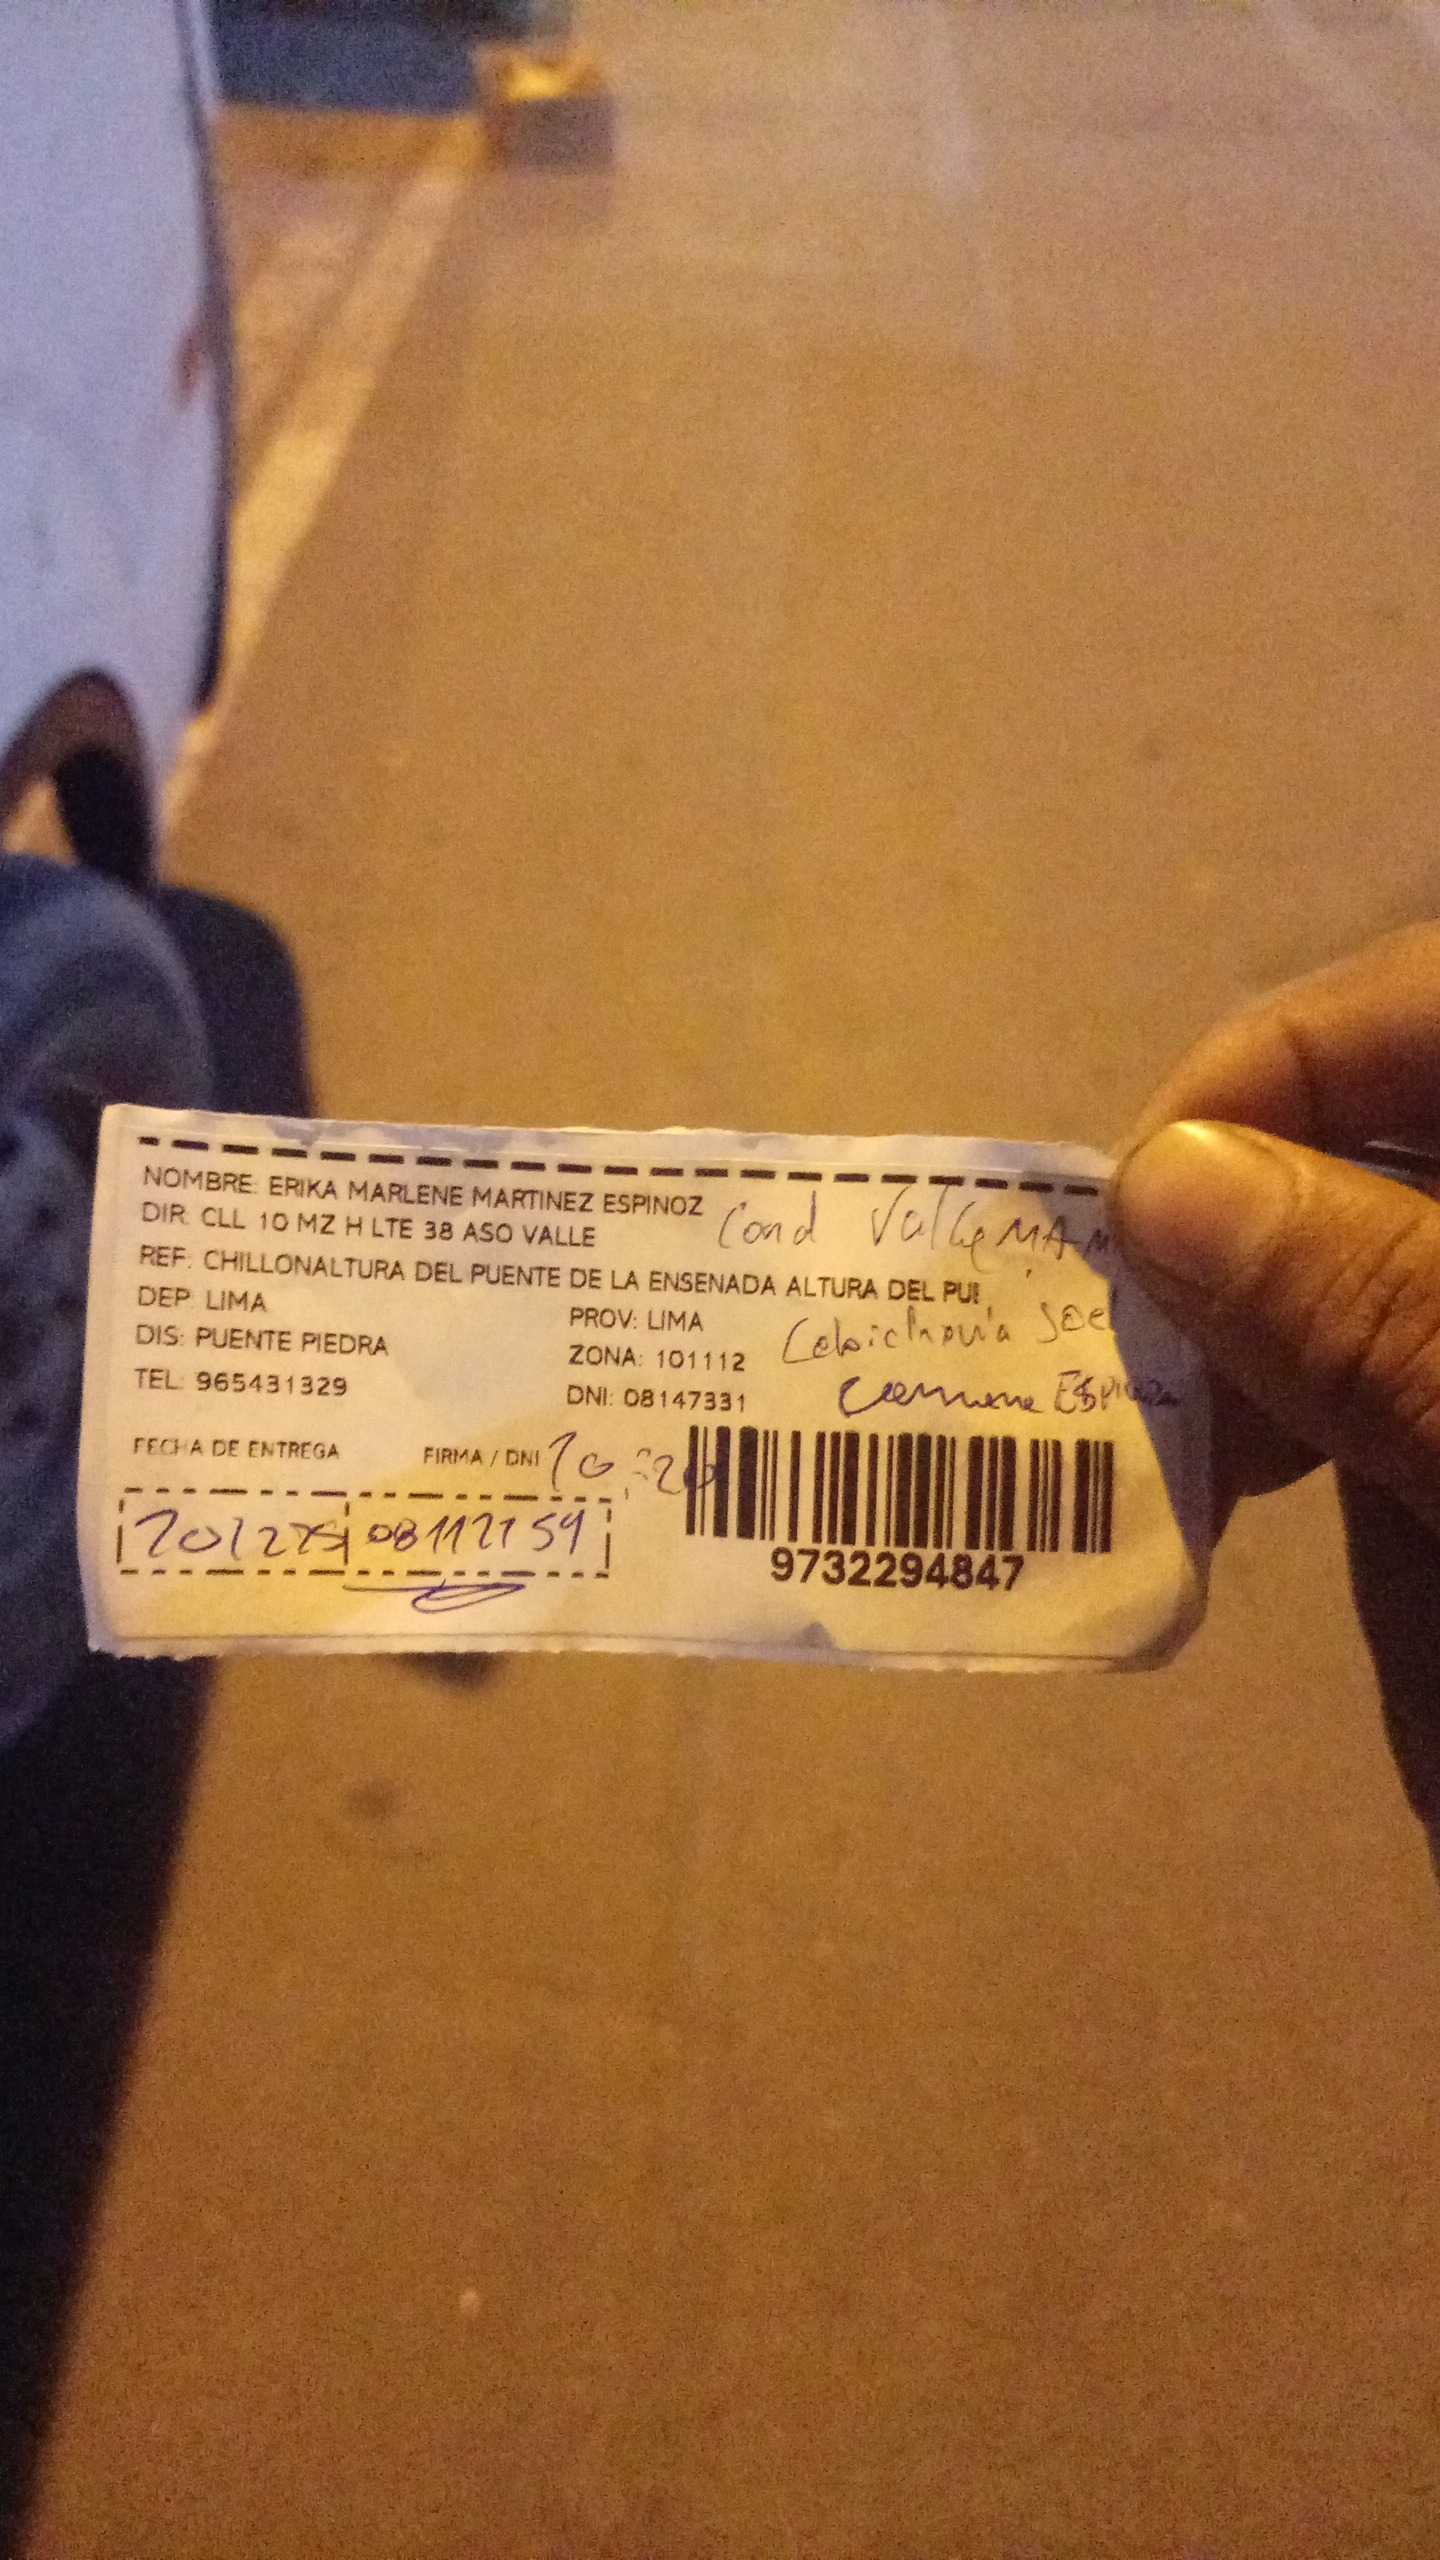 NOMBRE: ERIKA MARLENE MARTINEZ ESPINOZ
DIR: CLL 10 MZ H LTE 38 ASO VALLE
Cond Valle
REF: CHILLONALTURA DEL PUENTE DE LA ENSENADA ALTURA DEL PU
DEP: LIMA
PROV: LIMA
DIS: PUENTE PIEDRA
ZONA: 101112
TEL: 965431329
DNI: 08147331
FECHA DE ENTREGA
FIRMA / DNI
9732294847